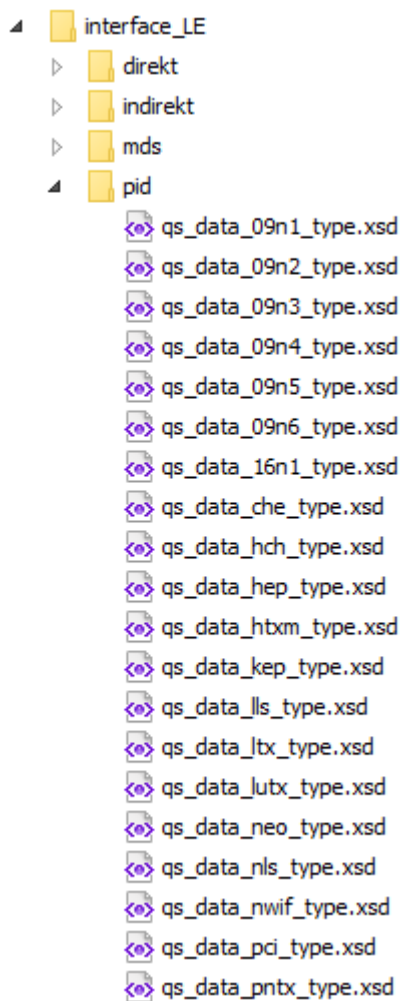 interface_LE
direkt
indirekt
mds
pid
qs_data_09n1_type.xsd
qs_data_09n2_type.xsd
qs_data_09n3_type.xsd
qs_data_09n4_type.xsd
qs_data_09n5_type.xsd
qs_data_09n6_type.xsd
qs_data_16n1_type.xsd
qs_data_che_type.xsd
qs_data_hch_type.xsd
qs_data_hep_type.xsd
qs_data_htxm_type.xsd
qs_data_kep_type.xsd
qs_data_lls_type.xsd
qs_data_ltx_type.xsd
qs_data_lutx_type.xsd
qs_data_neo_type.xsd
qs_data_nls_type.xsd
qs_data_nwif_type.xsd
qs_data_pci_type.xsd
qs_data_pntx_type.xsd